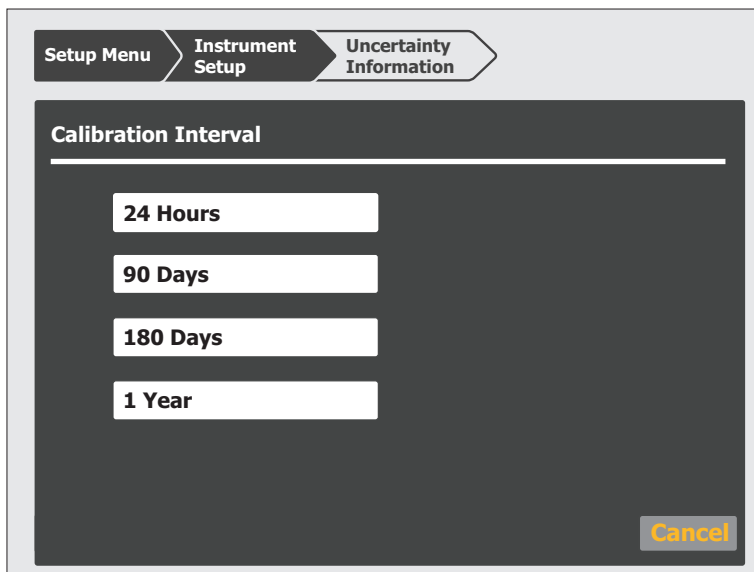 Setup Menu
Instrument
Setup
Uncertainty
Information
Calibration Interval
24 Hours
90 Days
180 Days
1 Year
Cancel